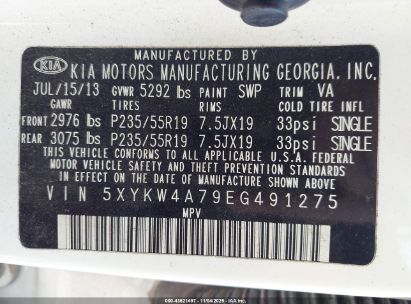 MANUFACTURED BY
KIA KIA MOTORS MANUFACTURING GEORGIA, INC.
JUL/15/13 GVWR 5292 lbs PAINT SWP TRIM VA
GAWR TIRES RIMS COLD TIRE INFL
FRONT 2976 lbs P235/55R19 7.5JX19 33psi SINGLE
REAR 3075 lbs P235/55R19 7.5JX19 33psi SINGLE
THIS VEHICLE CONFORMS TO ALL APPLICABLE U.S. FEDERAL
MOTOR VEHICLE SAFETY BUMPER, AND THEFT PREVENTION STANDARDS
IN EFFECT ON THE DATE OF MANUFACTURE SHOWN ABOVE.
VIN 5XYKW4A79EG491275
MPV